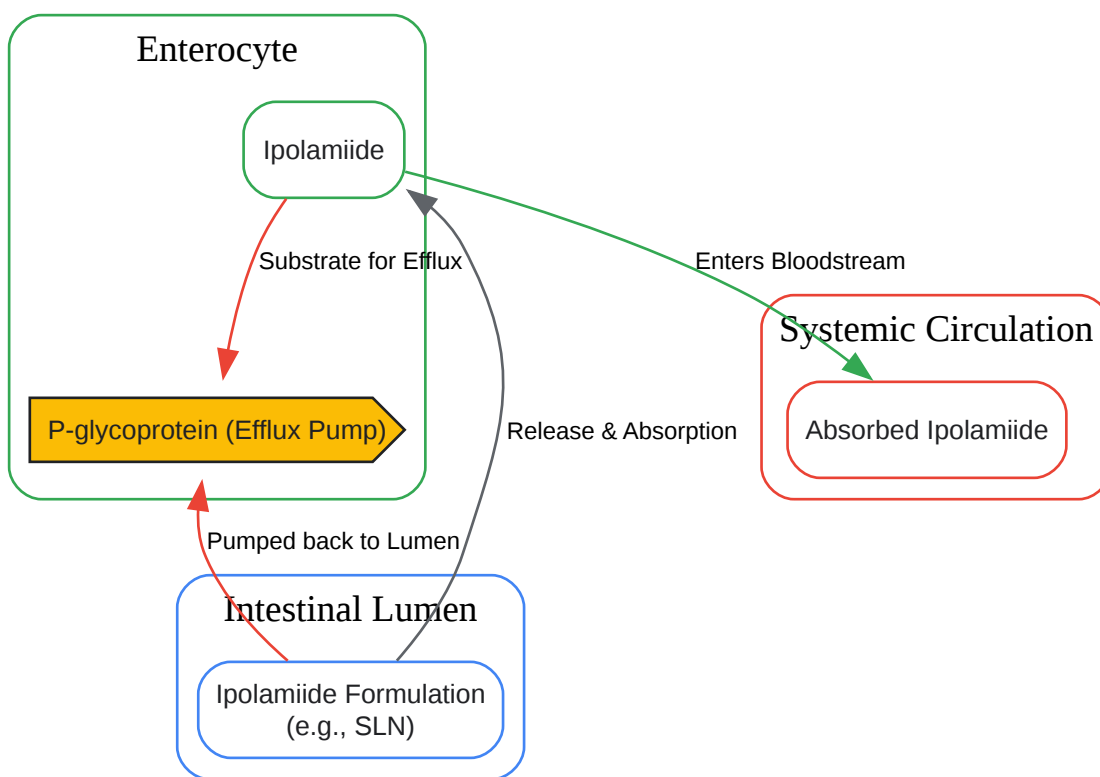 Enterocyte
Ipolamiide
Substrate for Efflux
Enters Bloodstream
Systemic Circulation
P-glycoprotein (Efflux Pump)
Release & Absorption
Absorbed Ipolamiide
Pumped back to Lumen
Intestinal Lumen
Ipolamiide Formulation
(e.g., SLN)